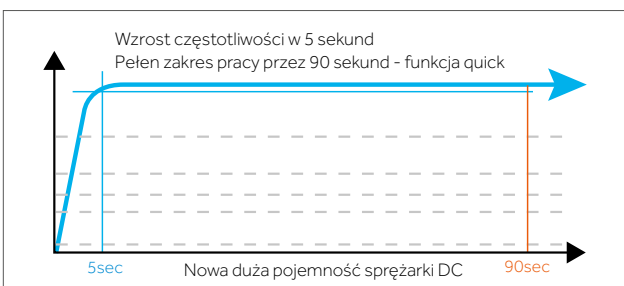 Wzrost częstotliwości w 5 sekund
Pełen zakres pracy przez 90 sekund - funkcja quick
5sec
Nowa duża pojemność sprężarki DC
90sec